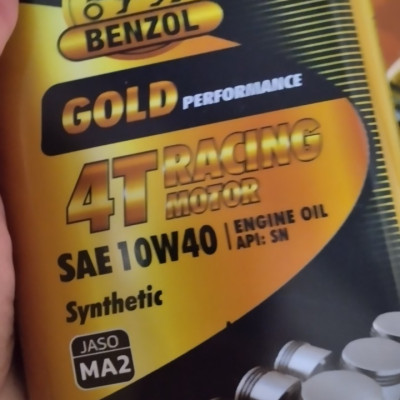 BENZOL
GOLD PERFORMANCE
4T RACING
MOTOR
SAE 10W40 | ENGINE OIL
API: SN
Synthetic
JASO
MA2